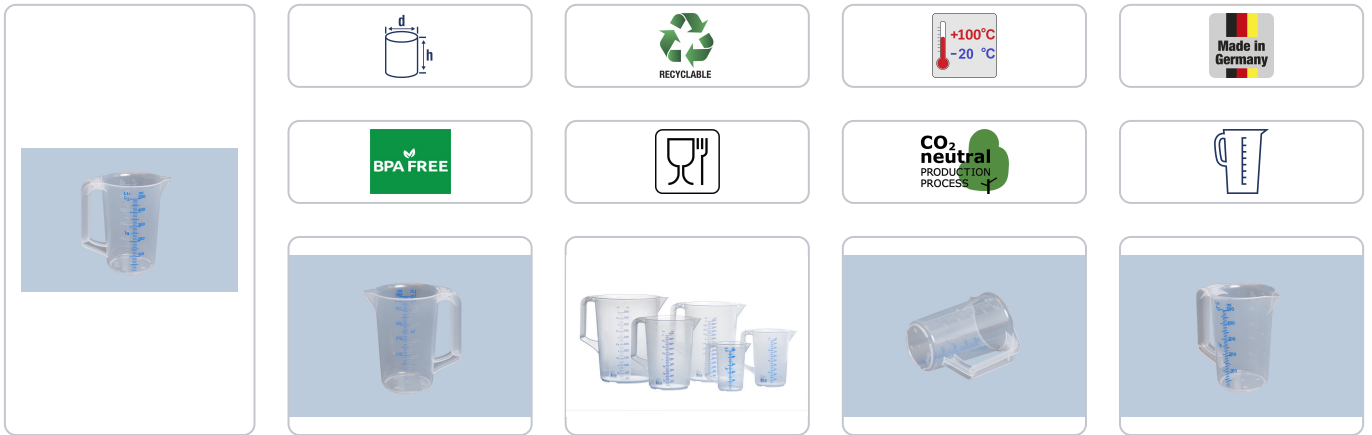 d
h
RECYCLABLE
+100°C
-20 °C
Made in
Germany
BPA FREE
CO₂
neutral
PRODUCTION
PROCESS